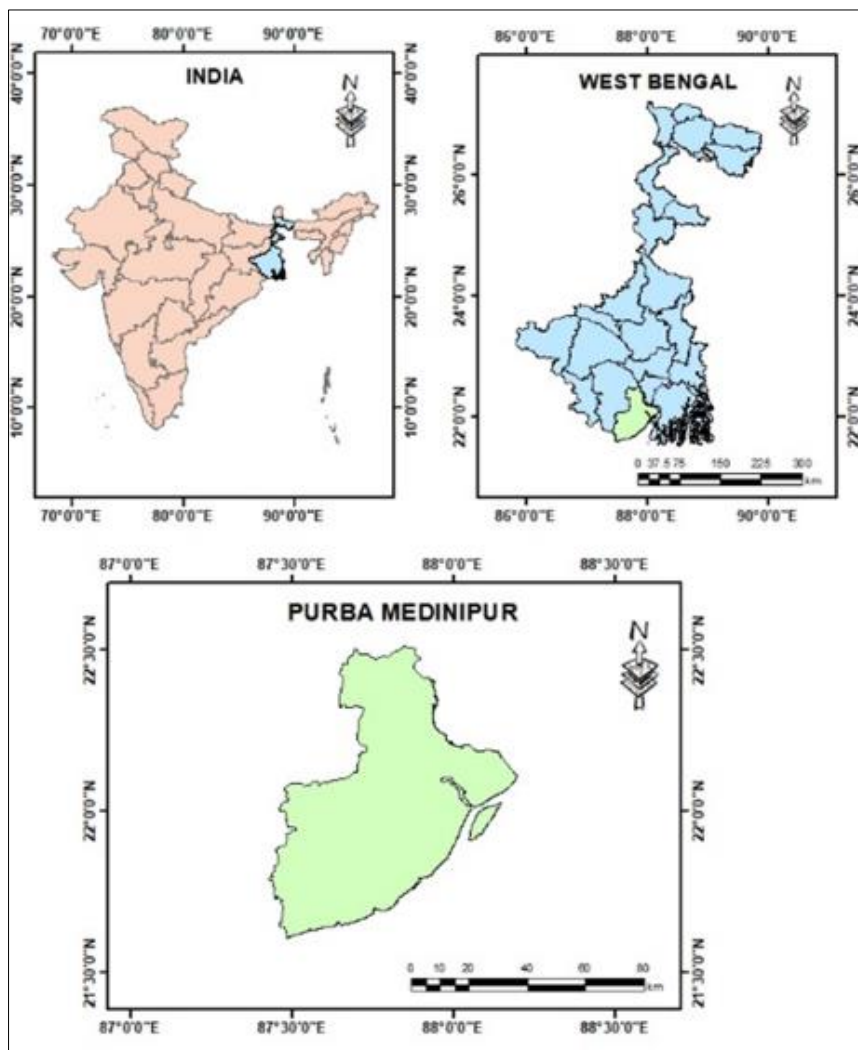 70°0'0"E 80°0'0"E 90°0'0"E
INDIA
N
40°0'0"N
30°0'0"N
20°0'0"N
10°0'0"N
40°0'0"N
30°0'0"N
20°0'0"N
10°0'0"N
70°0'0"E 80°0'0"E 90°0'0"E
86°0'0"E 88°0'0"E 90°0'0"E
WEST BENGAL
N
26°0'0"N
24°0'0"N
22°0'0"N
26°0'0"N
24°0'0"N
22°0'0"N
0 37.5 75 150 225 300
km
86°0'0"E 88°0'0"E 90°0'0"E
87°0'0"E 87°30'0"E 88°0'0"E 88°30'0"E
PURBA MEDINIPUR
N
22°30'0"N
22°0'0"N
21°30'0"N
22°30'0"N
22°0'0"N
21°30'0"N
0 10 20 40 60 80
km
87°0'0"E 87°30'0"E 88°0'0"E 88°30'0"E